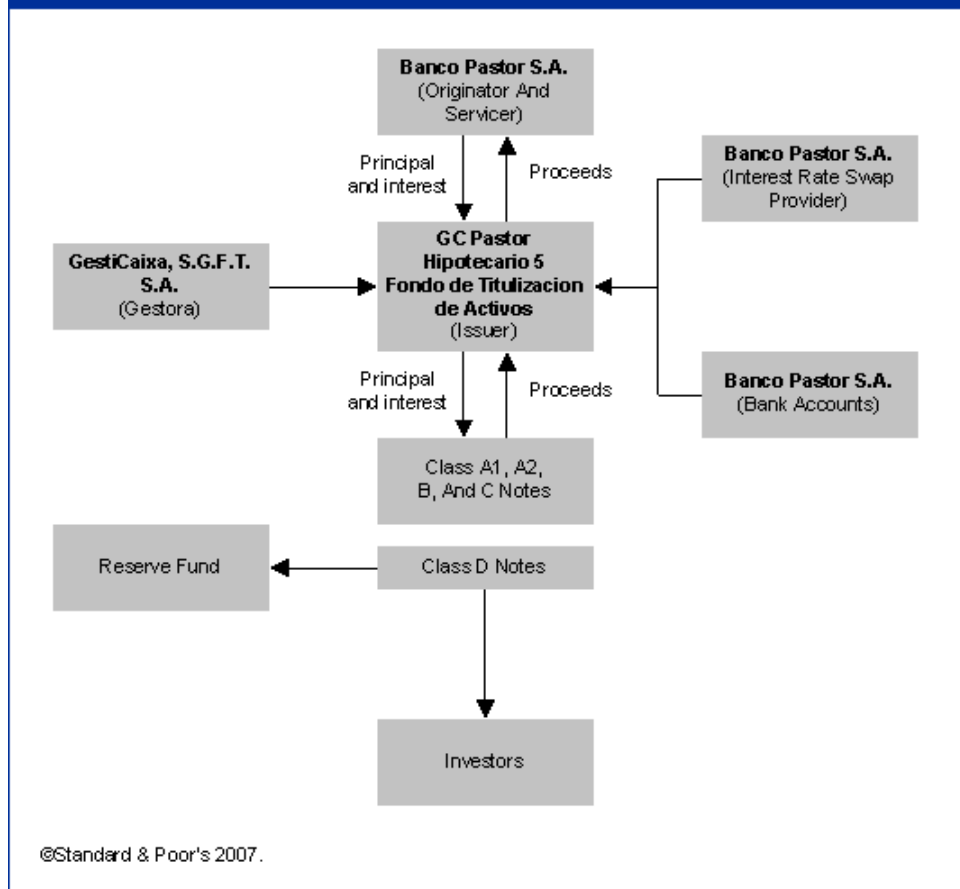 Banco Pastor S.A.
(Originator And
Servicer)
Principal
and interest
Proceeds
Banco Pastor S.A.
(Interest Rate Swap
Provider)
GestiCaixa, S.G.F.T.
S.A.
(Gestora)
GC Pastor
Hipotecario 5
Fondo de Titulizacion
de Activos
(Issuer)
Principal
and interest
Proceeds
Banco Pastor S.A.
(Bank Accounts)
Class A1, A2,
B, And C Notes
Reserve Fund
Class D Notes
Investors
©Standard & Poor's 2007.